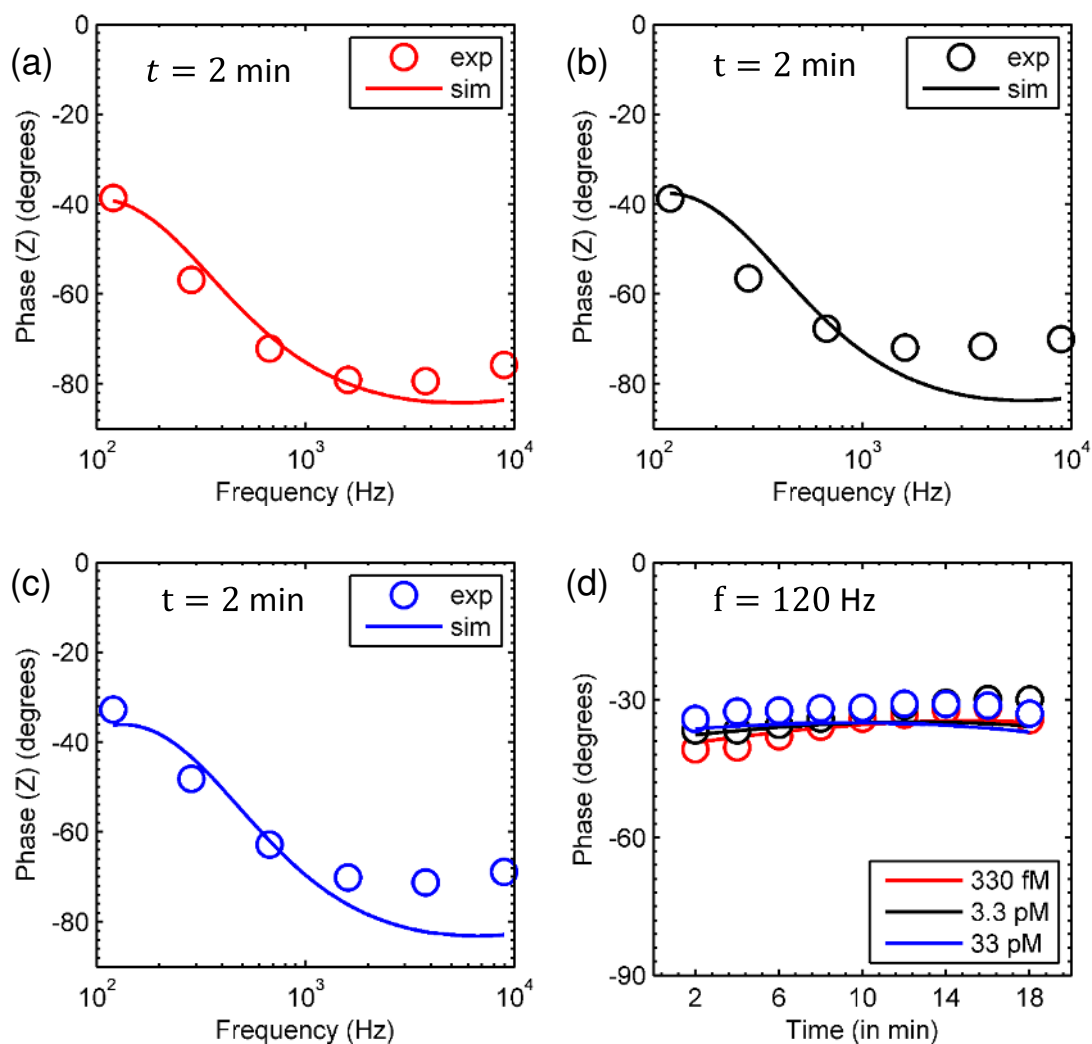 (a)
t = 2 min
exp
sim
0
-20
-40
-60
-80
Phase (Z) (degrees)
10^2
10^3
10^4
Frequency (Hz)
(b)
t = 2 min
exp
sim
0
-20
-40
-60
-80
Phase (Z) (degrees)
10^2
10^3
10^4
Frequency (Hz)
(c)
t = 2 min
exp
sim
0
-20
-40
-60
-80
Phase (Z) (degrees)
10^2
10^3
10^4
Frequency (Hz)
(d)
f = 120 Hz
0
-30
-60
-90
Phase (degrees)
330 fM
3.3 pM
33 pM
2
6
10
14
18
Time (in min)